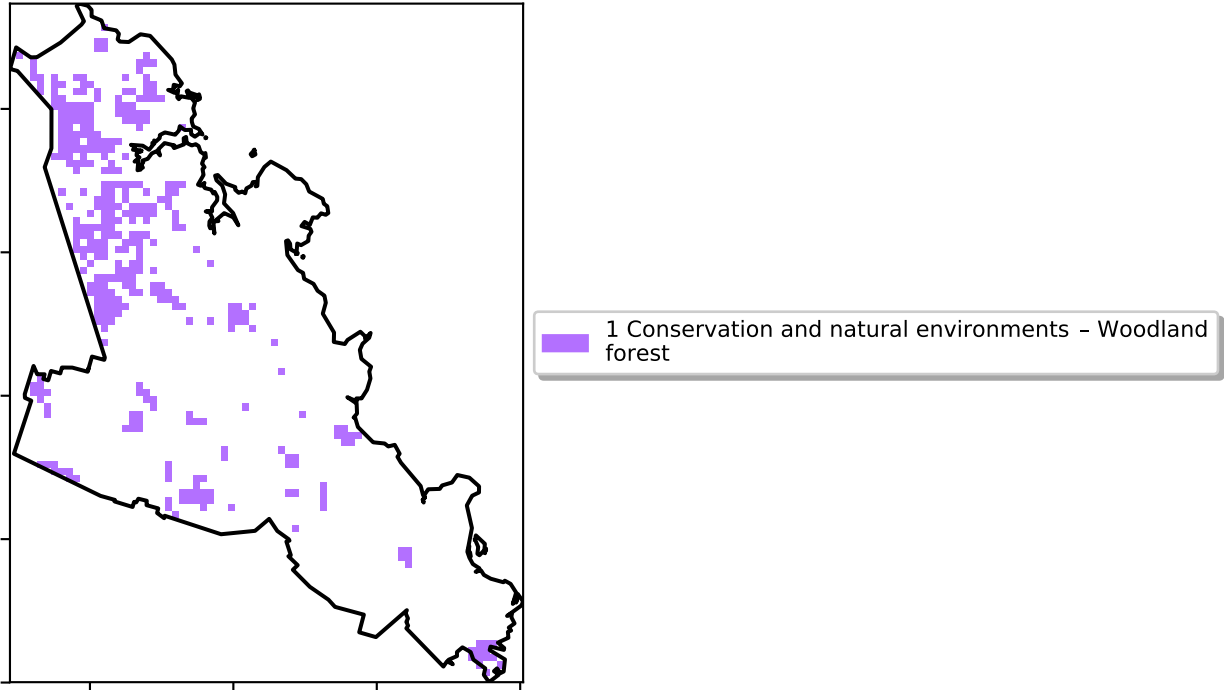 1 Conservation and natural environments – Woodland
forest